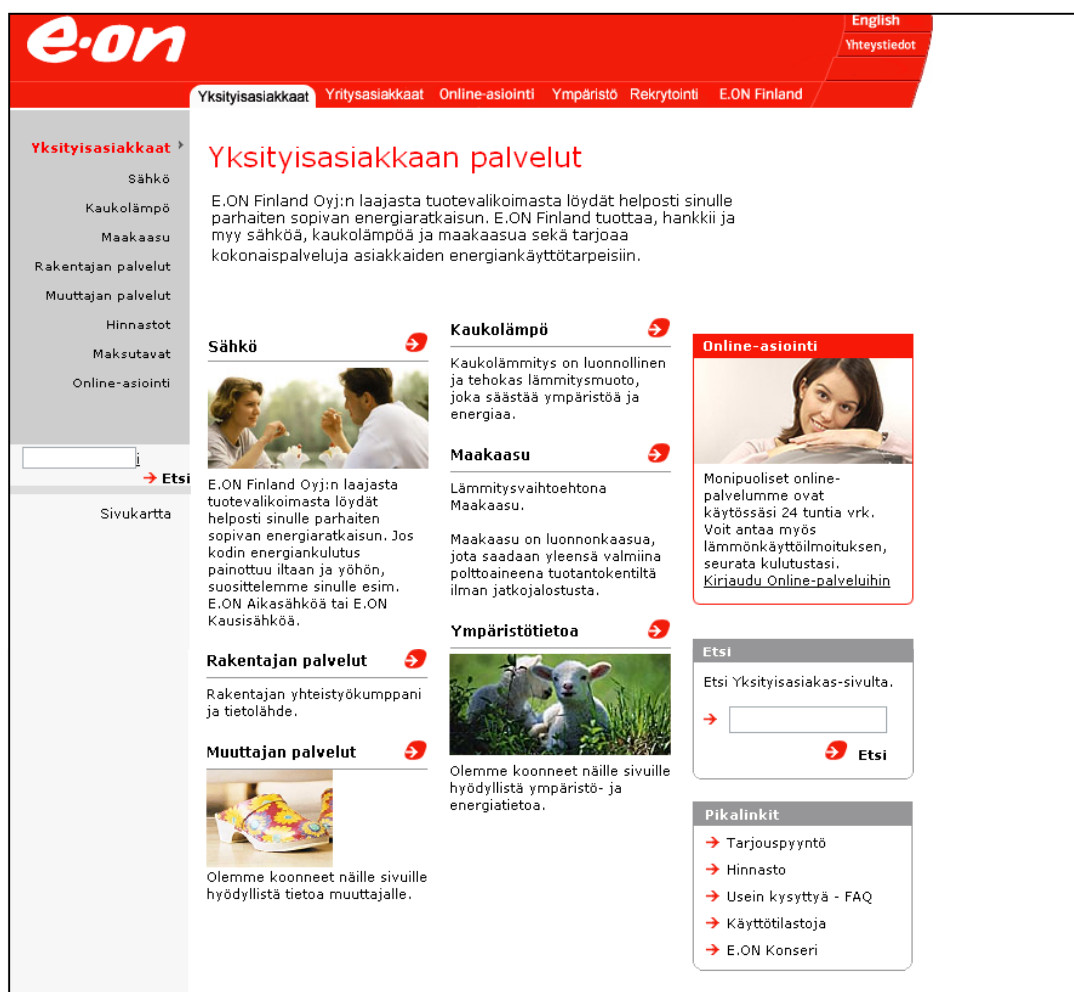 e·on
English
Yhteystiedot
Yksityisasiakkaat Yritysasiakkaat Online-asiointi Ympäristö Rekrytointi E.ON Finland
Yksityisasiakkaat
Sähkö
Kaukolämpö
Maakaasu
Rakentajan palvelut
Muuttajan palvelut
Hinnastot
Maksutavat
Online-asiointi
i
Etsi
Sivukartta
Yksityisasiakkaan palvelut
E.ON Finland Oyj:n laajasta tuotevalikoimasta löydät helposti sinulle
parhaiten sopivan energiaratkaisun. E.ON Finland tuottaa, hankkii ja
myy sähköä, kaukolämpöä ja maakaasua sekä tarjoaa
kokonaispalveluja asiakkaiden energiankäyttötarpeisiin.
Sähkö
E.ON Finland Oyj:n laajasta
tuotevalikoimasta löydät
helposti sinulle parhaiten
sopivan energiaratkaisun. Jos
kodin energiankulutus
painottuu iltaan ja yöhön,
suosittelemme sinulle esim.
E.ON Aikasähköä tai E.ON
Kausisähköä.
Rakentajan palvelut
Rakentajan yhteistyökumppani
ja tietolähde.
Muuttajan palvelut
Olemme koonneet näille sivuille
hyödyllistä tietoa muuttajalle.
Kaukolämpö
Kaukolämmitys on luonnollinen
ja tehokas lämmitysmuoto,
joka säästää ympäristöä ja
energiaa.
Maakaasu
Lämmitysvaihtoehtona
Maakaasu.
Maakaasu on luonnonkaasua,
jota saadaan yleensä valmiina
polttoaineena tuotantokentiltä
ilman jatkojalostusta.
Ympäristötietoa
Olemme koonneet näille sivuille
hyödyllistä ympäristö- ja
energiatietoa.
Online-asiointi
Monipuoliset online-
palvelumme ovat
käytössäsi 24 tuntia vrk.
Voit antaa myös
lämmönkäyttöilmoituksen,
seurata kulutustasi.
Kirjaudu Online-palveluihin
Etsi
Etsi Yksityisasiakas-sivulta.
Etsi
Pikalinkit
Tarjouspyyntö
Hinnasto
Usein kysyttyä - FAQ
Käyttötilastoja
E.ON Konseri